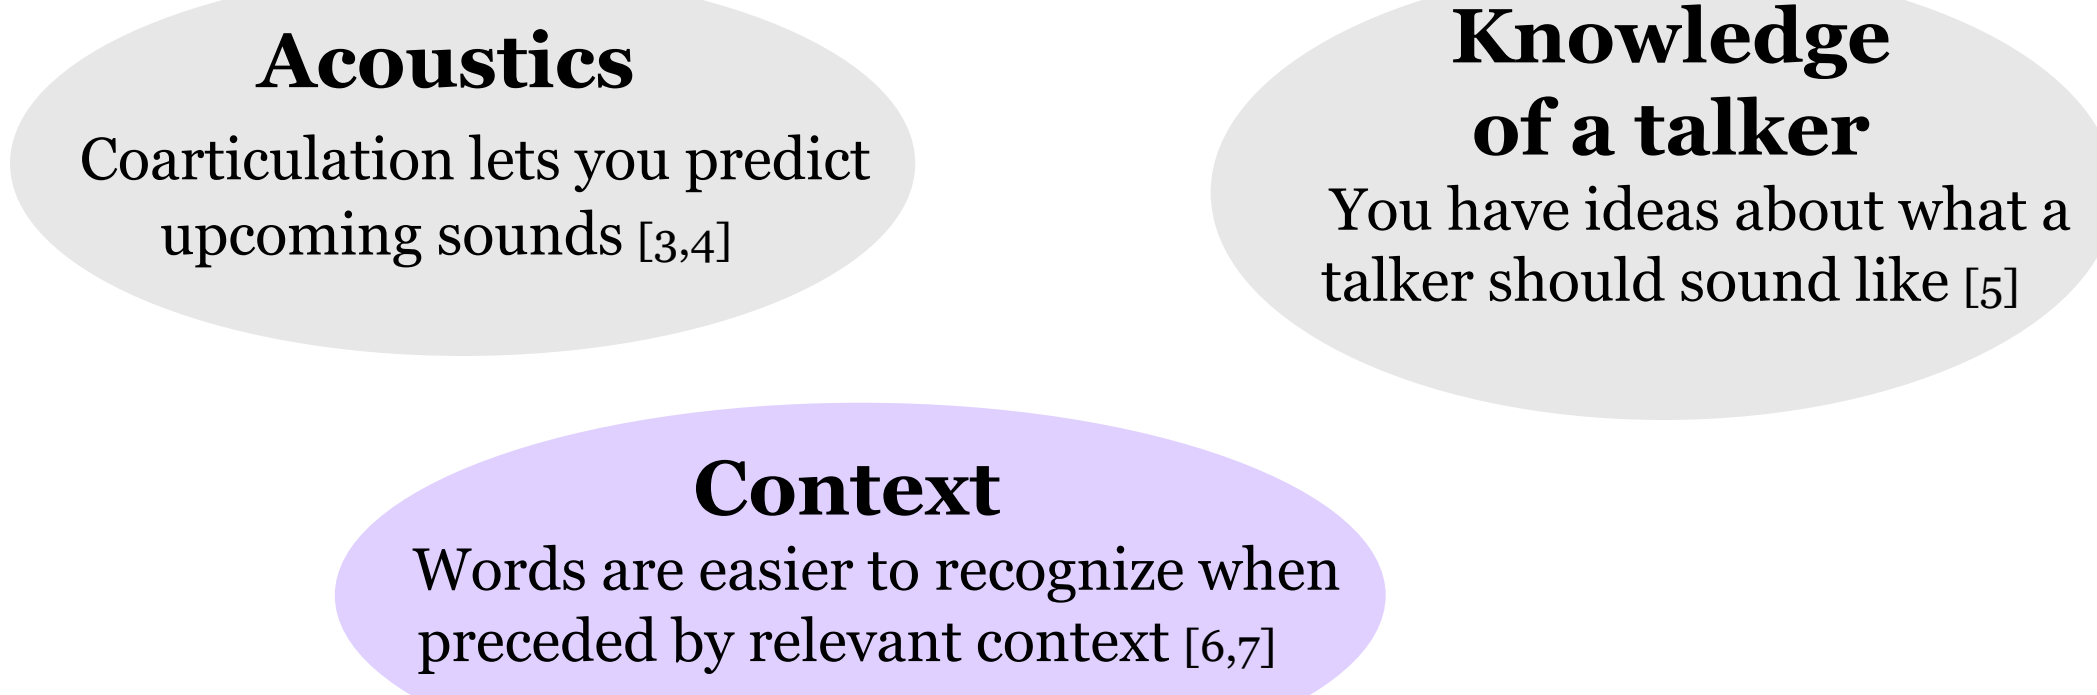 Acoustics
Coarticulation lets you predict
upcoming sounds [3,4]
Knowledge
of a talker
You have ideas about what a
talker should sound like [5]
Context
Words are easier to recognize when
preceded by relevant context [6,7]